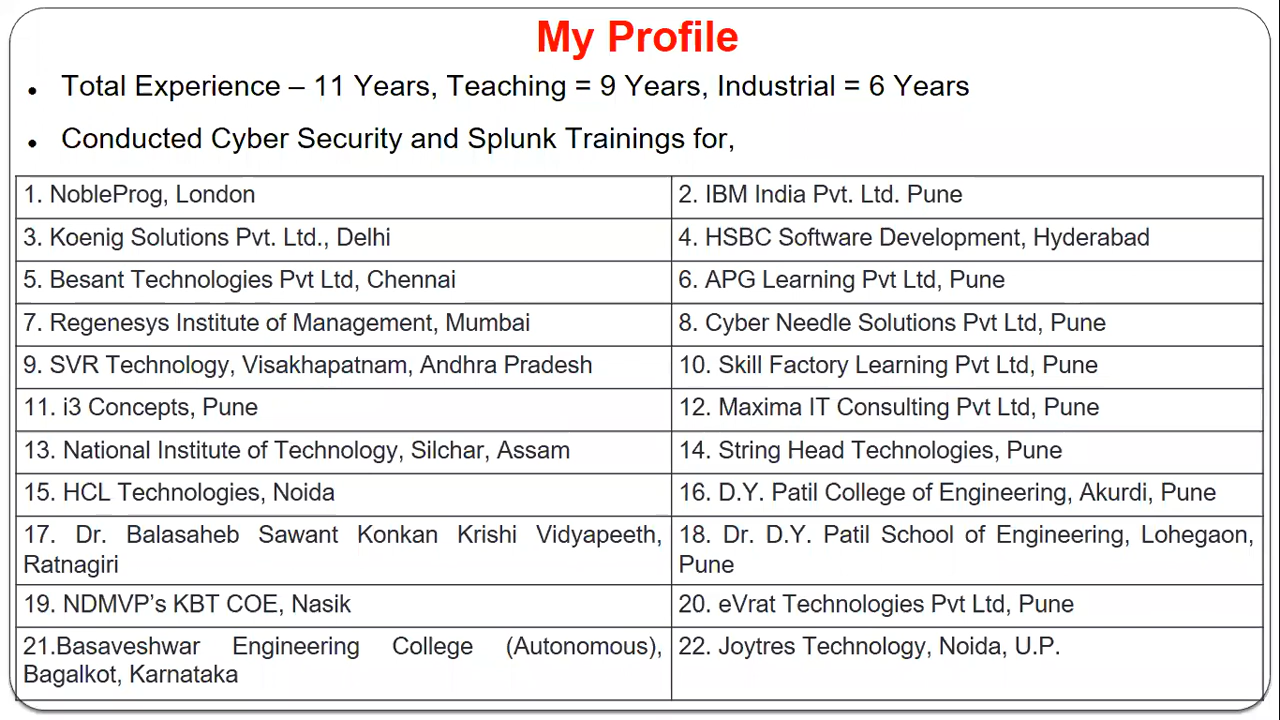 My Profile
• Total Experience – 11 Years, Teaching = 9 Years, Industrial = 6 Years
• Conducted Cyber Security and Splunk Trainings for,
1. NobleProg, London
2. IBM India Pvt. Ltd. Pune
3. Koenig Solutions Pvt. Ltd., Delhi
4. HSBC Software Development, Hyderabad
5. Besant Technologies Pvt Ltd, Chennai
6. APG Learning Pvt Ltd, Pune
7. Regenesys Institute of Management, Mumbai
8. Cyber Needle Solutions Pvt Ltd, Pune
9. SVR Technology, Visakhapatnam, Andhra Pradesh
10. Skill Factory Learning Pvt Ltd, Pune
11. i3 Concepts, Pune
12. Maxima IT Consulting Pvt Ltd, Pune
13. National Institute of Technology, Silchar, Assam
14. String Head Technologies, Pune
15. HCL Technologies, Noida
16. D.Y. Patil College of Engineering, Akurdi, Pune
17. Dr. Balasaheb Sawant Konkan Krishi Vidyapeeth,
Ratnagiri
18. Dr. D.Y. Patil School of Engineering, Lohegaon,
Pune
19. NDMVP’s KBT COE, Nasik
20. eVrat Technologies Pvt Ltd, Pune
21.Basaveshwar Engineering College (Autonomous),
Bagalkot, Karnataka
22. Joytres Technology, Noida, U.P.